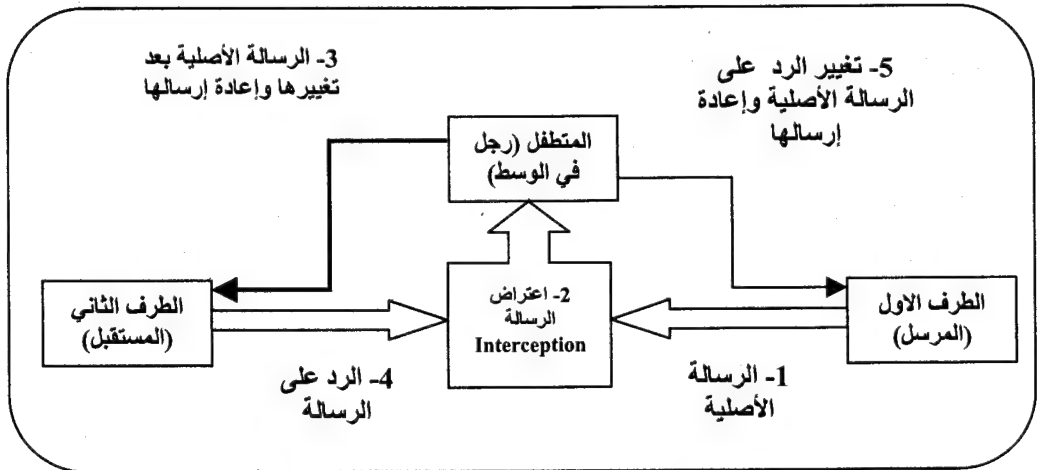 5- تغيير الرد على
الرسالة الأصلية وإعادة
إرسالها
3- الرسالة الأصلية بعد
تغييرها وإعادة إرسالها
المتطفل (رجل
في الوسط)
الطرف الاول
(المرسل)
2- اعتراض
الرسالة
Interception
الطرف الثاني
(المستقبل)
1- الرسالة
الأصلية
4- الرد على
الرسالة